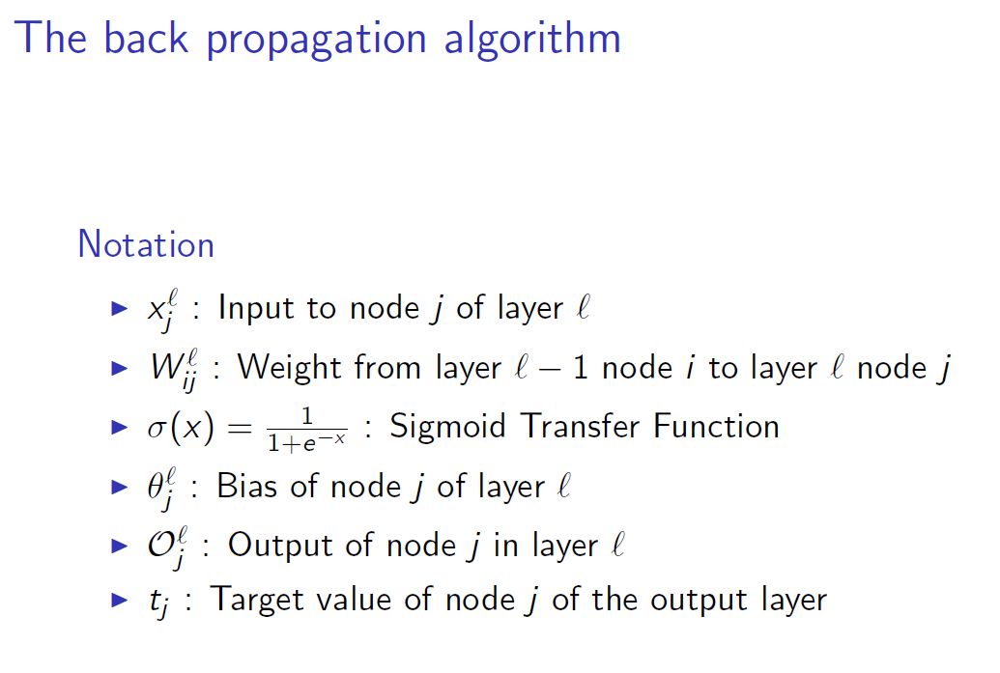 The back propagation algorithm
Notation
▶ $x_j^\ell$ : Input to node $j$ of layer $\ell$
▶ $W_{ij}^\ell$ : Weight from layer $\ell - 1$ node $i$ to layer $\ell$ node $j$
▶ $\sigma(x) = \frac{1}{1+e^{-x}}$ : Sigmoid Transfer Function
▶ $\theta_j^\ell$ : Bias of node $j$ of layer $\ell$
▶ $\mathcal{O}_j^\ell$ : Output of node $j$ in layer $\ell$
▶ $t_j$ : Target value of node $j$ of the output layer